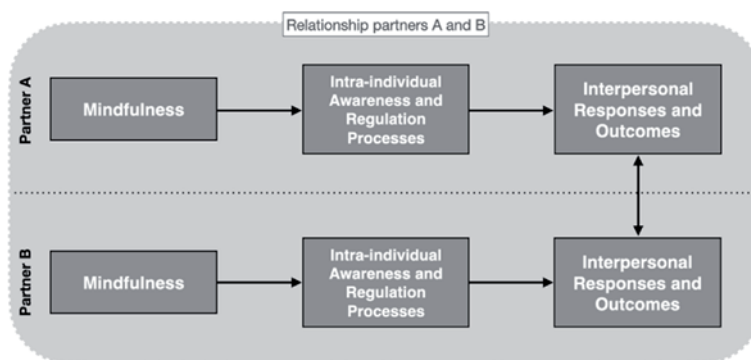 Relationship partners A and B
Partner A
Mindfulness
Intra-individual
Awareness and
Regulation
Processes
Interpersonal
Responses and
Outcomes
Partner B
Mindfulness
Intra-individual
Awareness and
Regulation
Processes
Interpersonal
Responses and
Outcomes